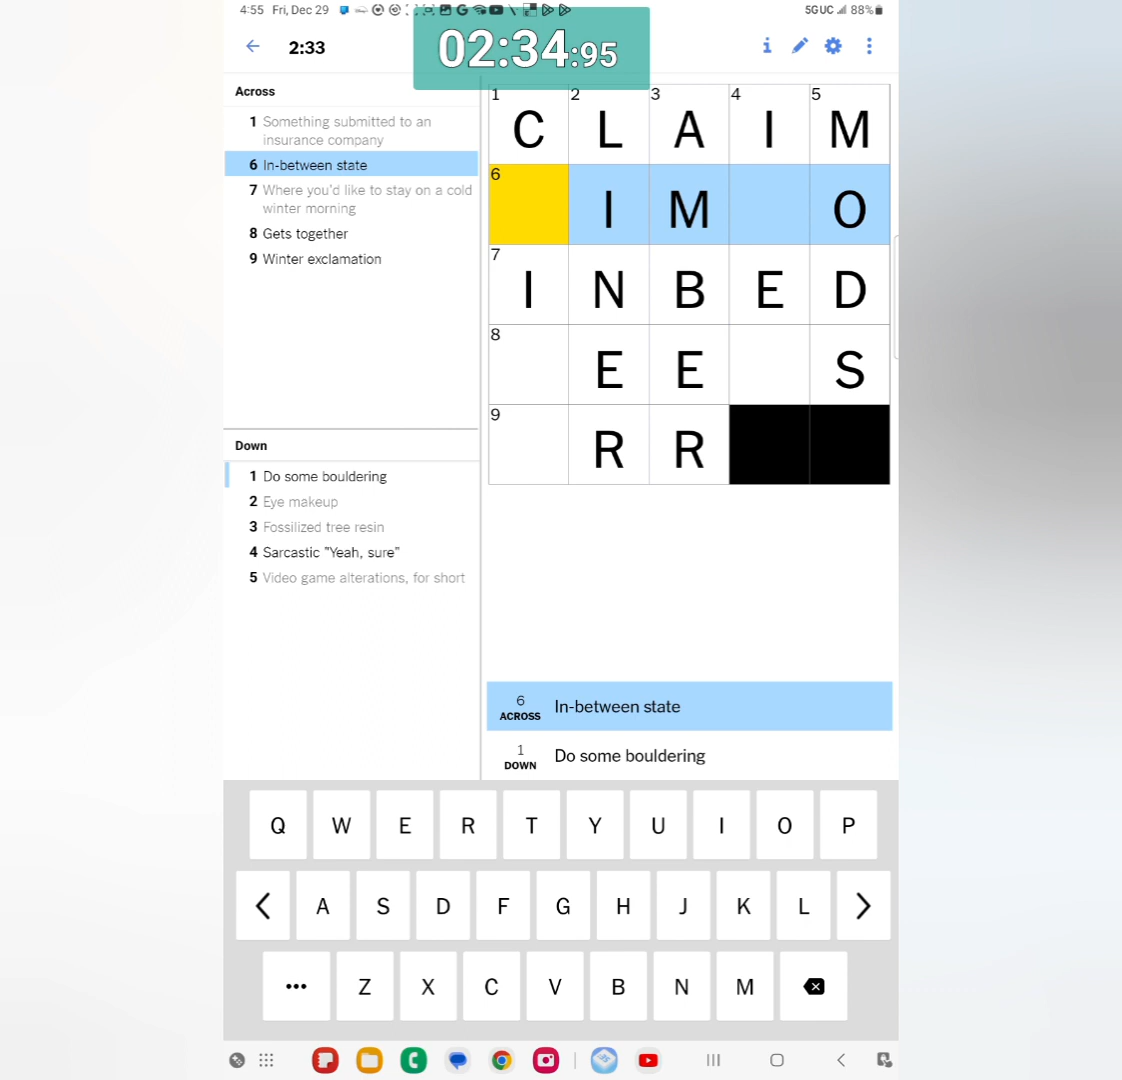 4:55 Fri, Dec 29
5G UC 88%
2:33
02:34:95
Across
1 Something submitted to an
insurance company
6 In-between state
7 Where you'd like to stay on a cold
winter morning
8 Gets together
9 Winter exclamation
Down
1 Do some bouldering
2 Eye makeup
3 Fossilized tree resin
4 Sarcastic "Yeah, sure"
5 Video game alterations, for short
1 2 3 4 5
C L A I M
6
I M O
7
I N B E D
8
E E S
9
R R
6 ACROSS In-between state
1 DOWN Do some bouldering
Q W E R T Y U I O P
A S D F G H J K L
Z X C V B N M